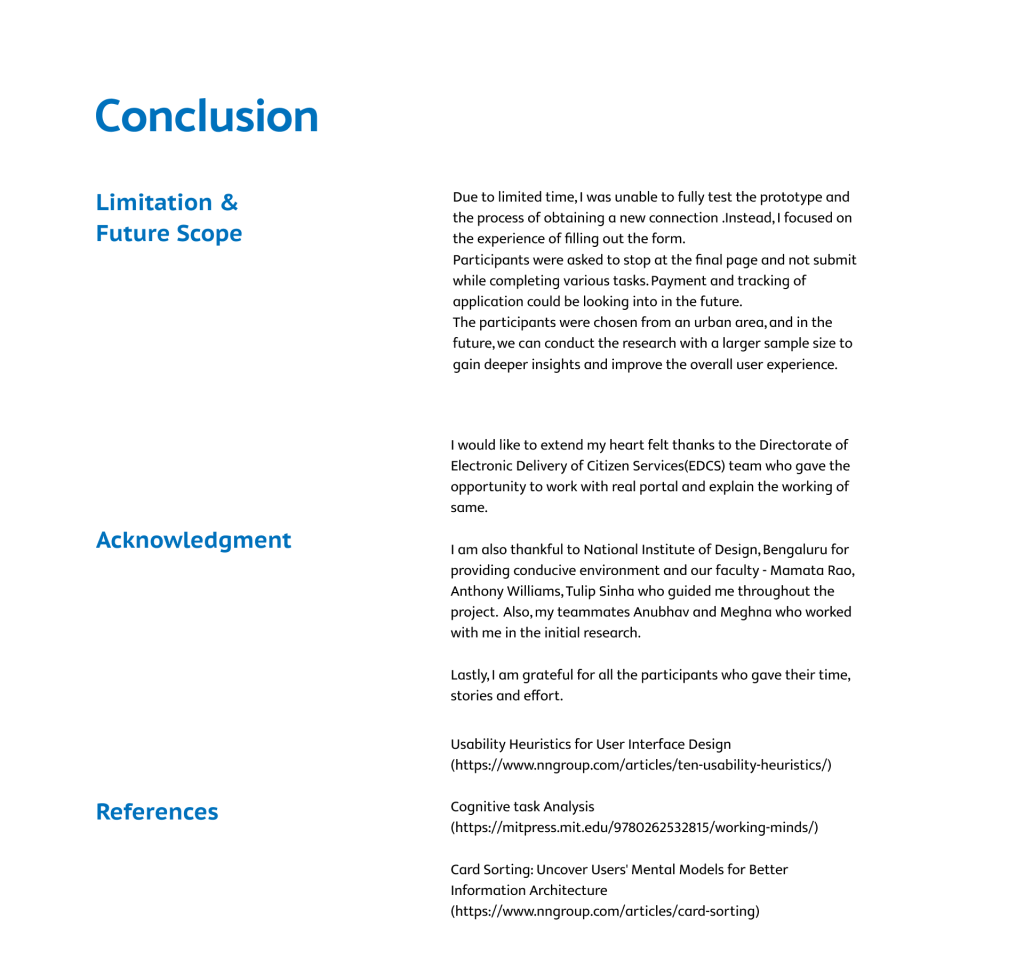 Conclusion
Limitation &
Future Scope
Due to limited time, I was unable to fully test the prototype and
the process of obtaining a new connection .Instead, I focused on
the experience of filling out the form.
Participants were asked to stop at the final page and not submit
while completing various tasks. Payment and tracking of
application could be looking into in the future.
The participants were chosen from an urban area, and in the
future, we can conduct the research with a larger sample size to
gain deeper insights and improve the overall user experience.
Acknowledgment
I would like to extend my heart felt thanks to the Directorate of
Electronic Delivery of Citizen Services(EDCS) team who gave the
opportunity to work with real portal and explain the working of
same.
I am also thankful to National Institute of Design, Bengaluru for
providing conducive environment and our faculty - Mamata Rao,
Anthony Williams, Tulip Sinha who guided me throughout the
project. Also, my teammates Anubhav and Meghna who worked
with me in the initial research.
Lastly, I am grateful for all the participants who gave their time,
stories and effort.
References
Usability Heuristics for User Interface Design
(https://www.nngroup.com/articles/ten-usability-heuristics/)
Cognitive task Analysis
(https://mitpress.mit.edu/9780262532815/working-minds/)
Card Sorting: Uncover Users' Mental Models for Better
Information Architecture
(https://www.nngroup.com/articles/card-sorting)